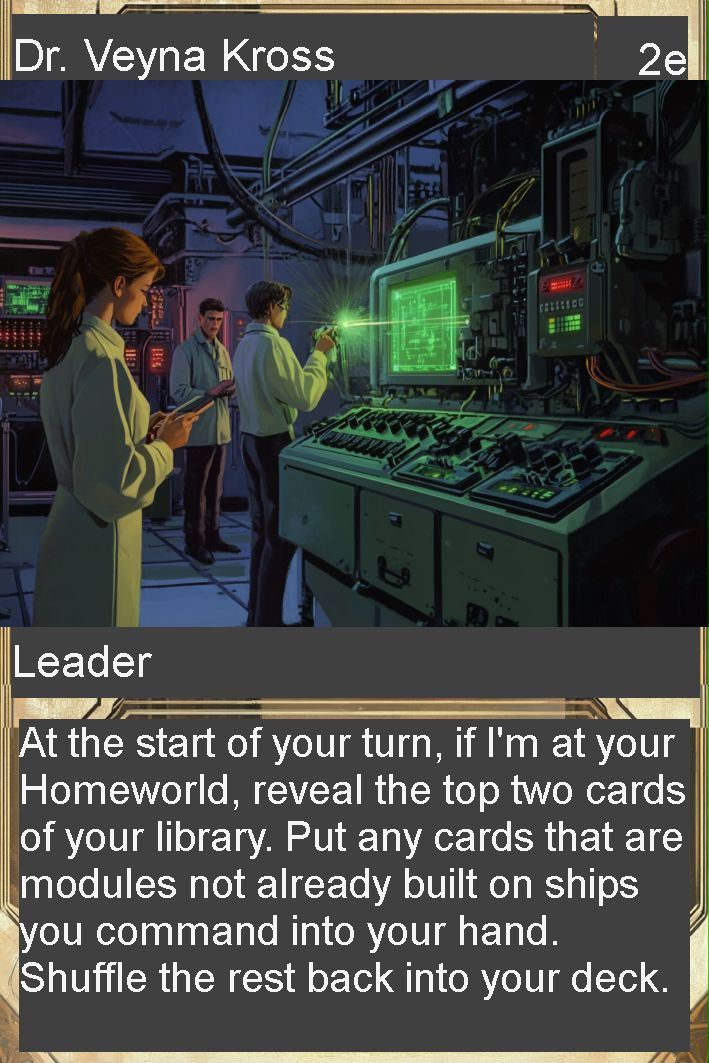 Dr. Veyna Kross
2e
Leader
At the start of your turn, if I'm at your
Homeworld, reveal the top two cards
of your library. Put any cards that are
modules not already built on ships
you command into your hand.
Shuffle the rest back into your deck.